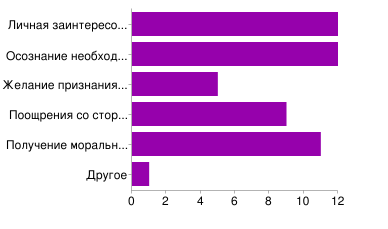 Личная заинтересо...
Осознание необход...
Желание признания...
Поощрения со стор...
Получение моральн...
Другое
0 2 4 6 8 10 12